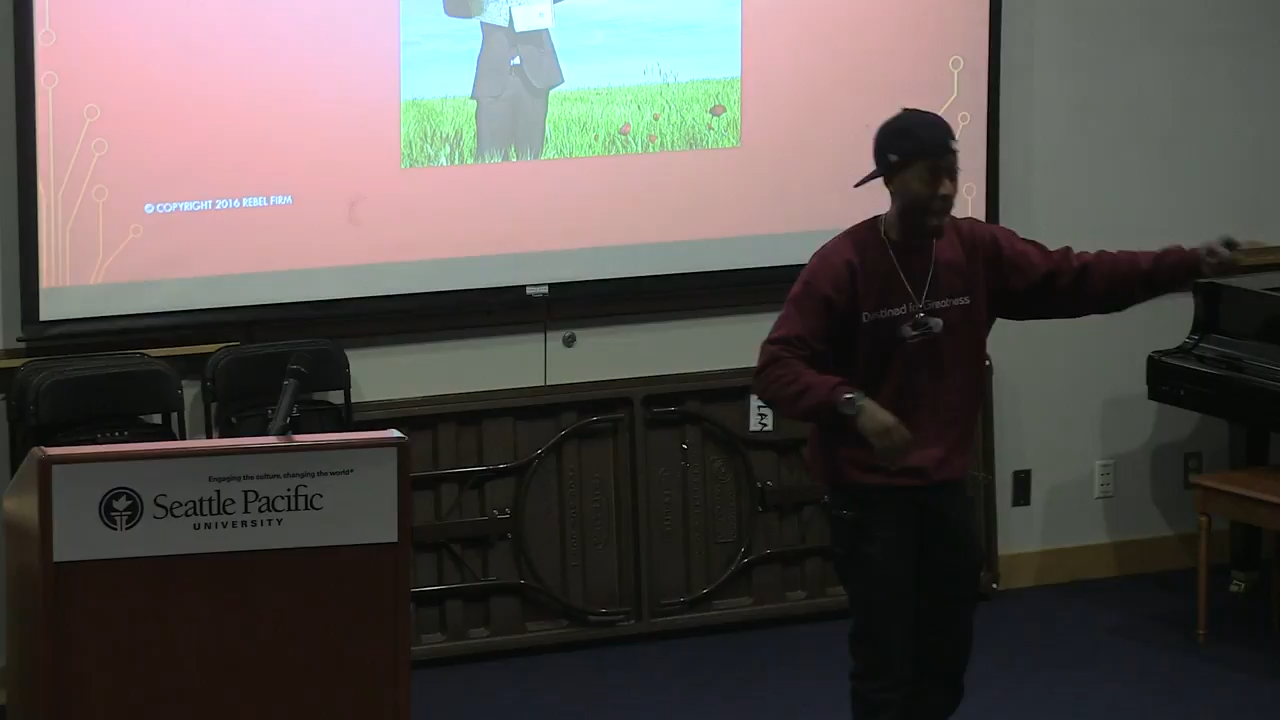 © COPYRIGHT 2016 REBEL FIRM
Destined for Greatness
Engaging the culture, changing the world®
Seattle Pacific
UNIVERSITY